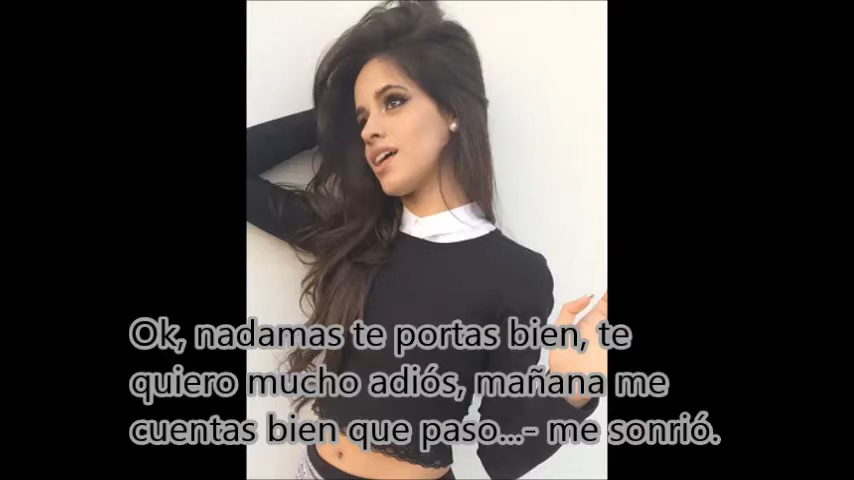 Ok, nadamas te portas bien, te
quiero mucho adiós, mañana me
cuentas bien que paso...- me sonrió.